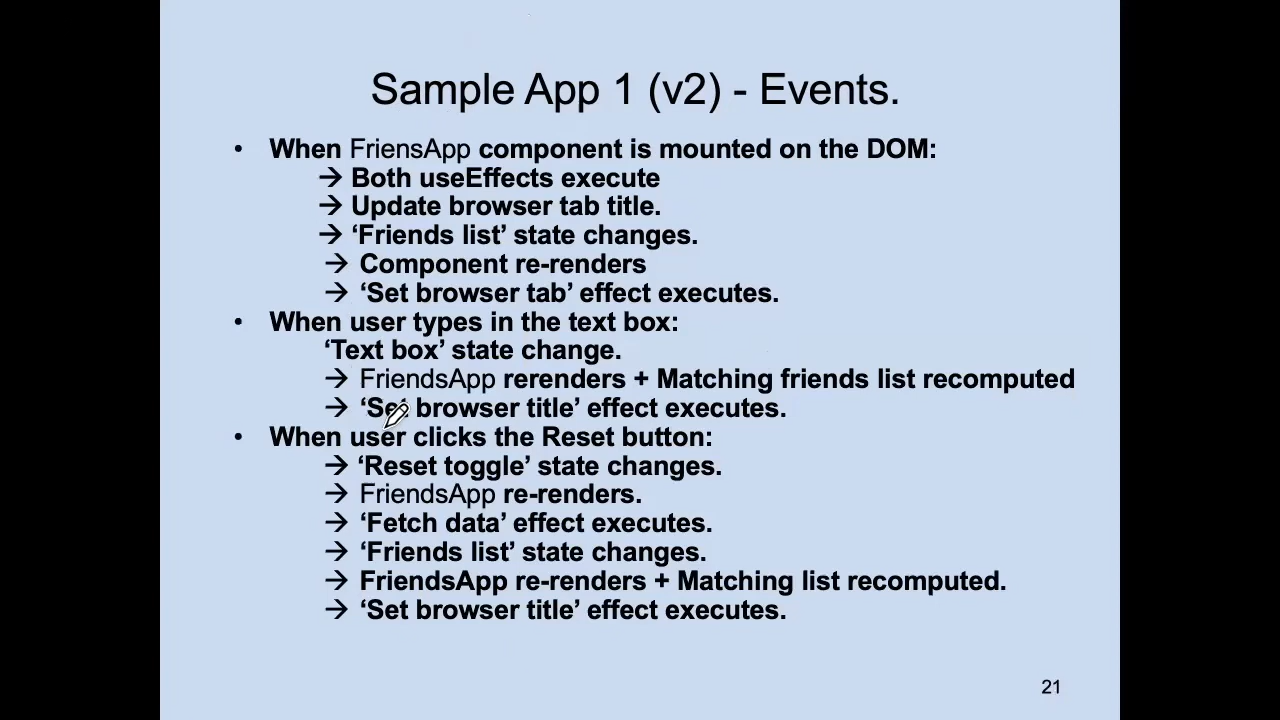 Sample App 1 (v2) - Events.
• When FriensApp component is mounted on the DOM:
→ Both useEffects execute
→ Update browser tab title.
→ ‘Friends list’ state changes.
→ Component re-renders
→ ‘Set browser tab’ effect executes.
• When user types in the text box:
‘Text box’ state change.
→ FriendsApp rerenders + Matching friends list recomputed
→ ‘Set browser title’ effect executes.
• When user clicks the Reset button:
→ ‘Reset toggle’ state changes.
→ FriendsApp re-renders.
→ ‘Fetch data’ effect executes.
→ ‘Friends list’ state changes.
→ FriendsApp re-renders + Matching list recomputed.
→ ‘Set browser title’ effect executes.
21